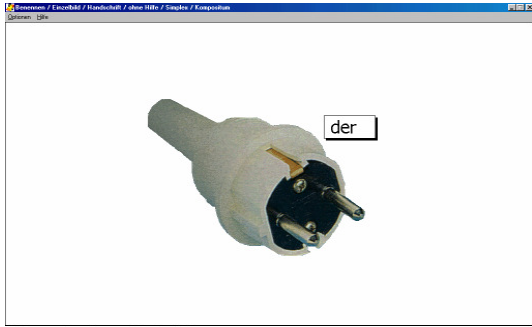 Benennen / Einzelbild / Handschrift / ohne Hilfe / Simplex / Kompositum
Optionen Hilfe
der